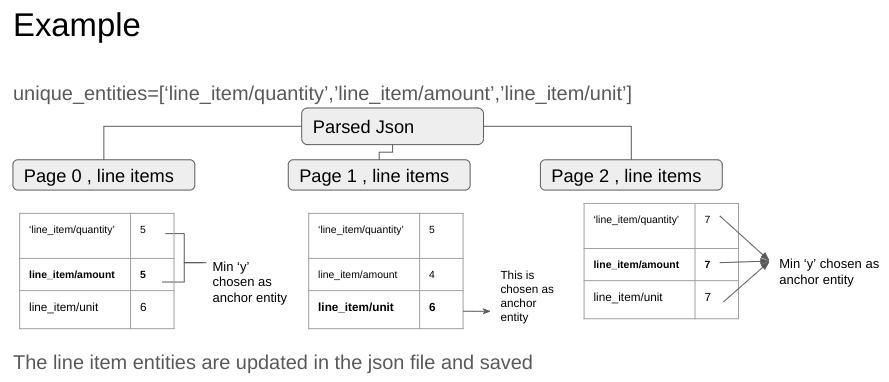 Example
unique_entities=[‘line_item/quantity’,’line_item/amount’,’line_item/unit’]
Parsed Json
Page 0 , line items
Page 1 , line items
Page 2 , line items
‘line_item/quantity’ 5
line_item/amount 5
line_item/unit 6
Min ‘y’
chosen as
anchor entity
‘line_item/quantity’ 5
line_item/amount 4
line_item/unit 6
This is
chosen as
anchor
entity
‘line_item/quantity’ 7
line_item/amount 7
line_item/unit 7
Min ‘y’ chosen as
anchor entity
The line item entities are updated in the json file and saved